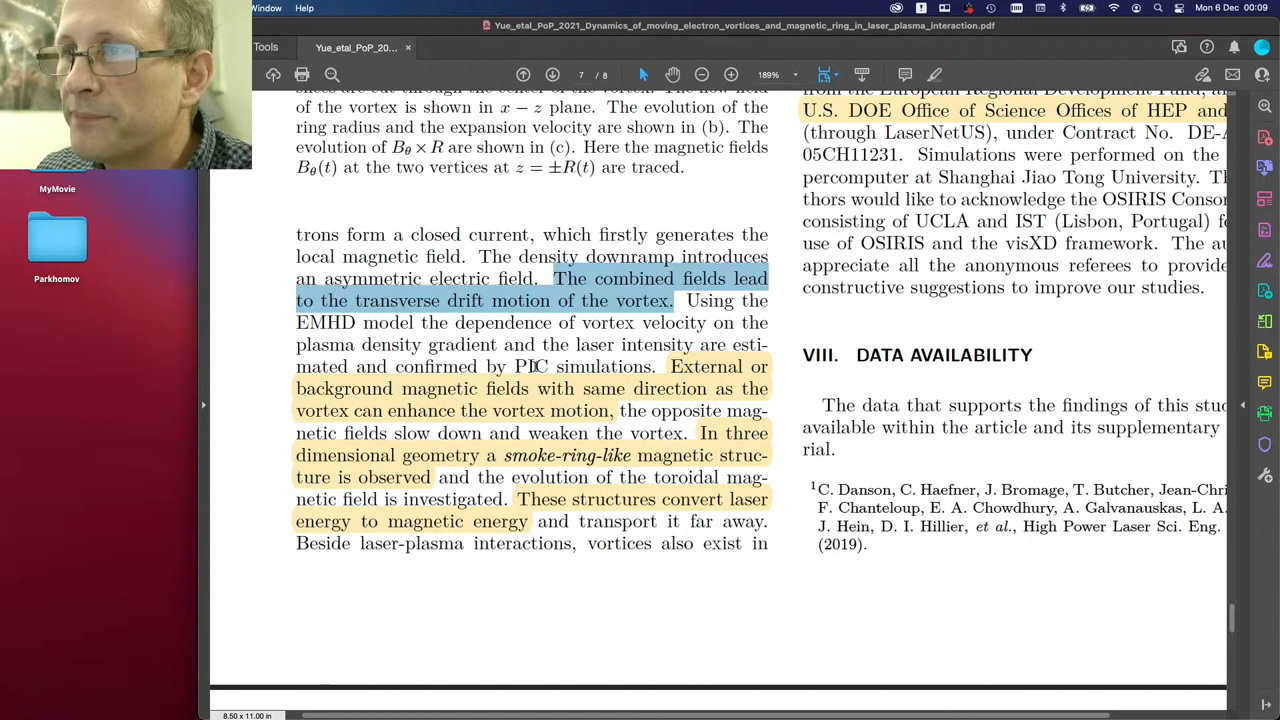 Window
Help
Mon 6 Dec 00:09
Yue_etal_PoP_2021_Dynamics_of_moving_electron_vortices_and_magnetic_ring_in_laser_plasma_interaction.pdf
Tools
Yue_etal_PoP_20...
×
7 / 8
189%
of the vortex is shown in x − z plane. The evolution of the
ring radius and the expansion velocity are shown in (b). The
evolution of Bθ × R are shown in (c). Here the magnetic fields
Bθ(t) at the two vertices at z = ±R(t) are traced.
trons form a closed current, which firstly generates the
local magnetic field. The density downramp introduces
an asymmetric electric field. The combined fields lead
to the transverse drift motion of the vortex. Using the
EMHD model the dependence of vortex velocity on the
plasma density gradient and the laser intensity are esti-
mated and confirmed by PIC simulations. External or
background magnetic fields with same direction as the
vortex can enhance the vortex motion, the opposite mag-
netic fields slow down and weaken the vortex. In three
dimensional geometry a smoke-ring-like magnetic struc-
ture is observed and the evolution of the toroidal mag-
netic field is investigated. These structures convert laser
energy to magnetic energy and transport it far away.
Beside laser-plasma interactions, vortices also exist in
from the European Regional Development Fund, and
U.S. DOE Office of Science Offices of HEP and
(through LaserNetUS), under Contract No. DE-A
05CH11231. Simulations were performed on the
percomputer at Shanghai Jiao Tong University. Th
thors would like to acknowledge the OSIRIS Consor
consisting of UCLA and IST (Lisbon, Portugal) fo
use of OSIRIS and the visXD framework. The au
appreciate all the anonymous referees to provide
constructive suggestions to improve our studies.
VIII. DATA AVAILABILITY
The data that supports the findings of this stud
available within the article and its supplementary
rial.
1C. Danson, C. Haefner, J. Bromage, T. Butcher, Jean-Chri
F. Chanteloup, E. A. Chowdhury, A. Galvanauskas, L. A.
J. Hein, D. I. Hillier, et al., High Power Laser Sci. Eng.
(2019).
MyMovie
Parkhomov
8.50 x 11.00 in